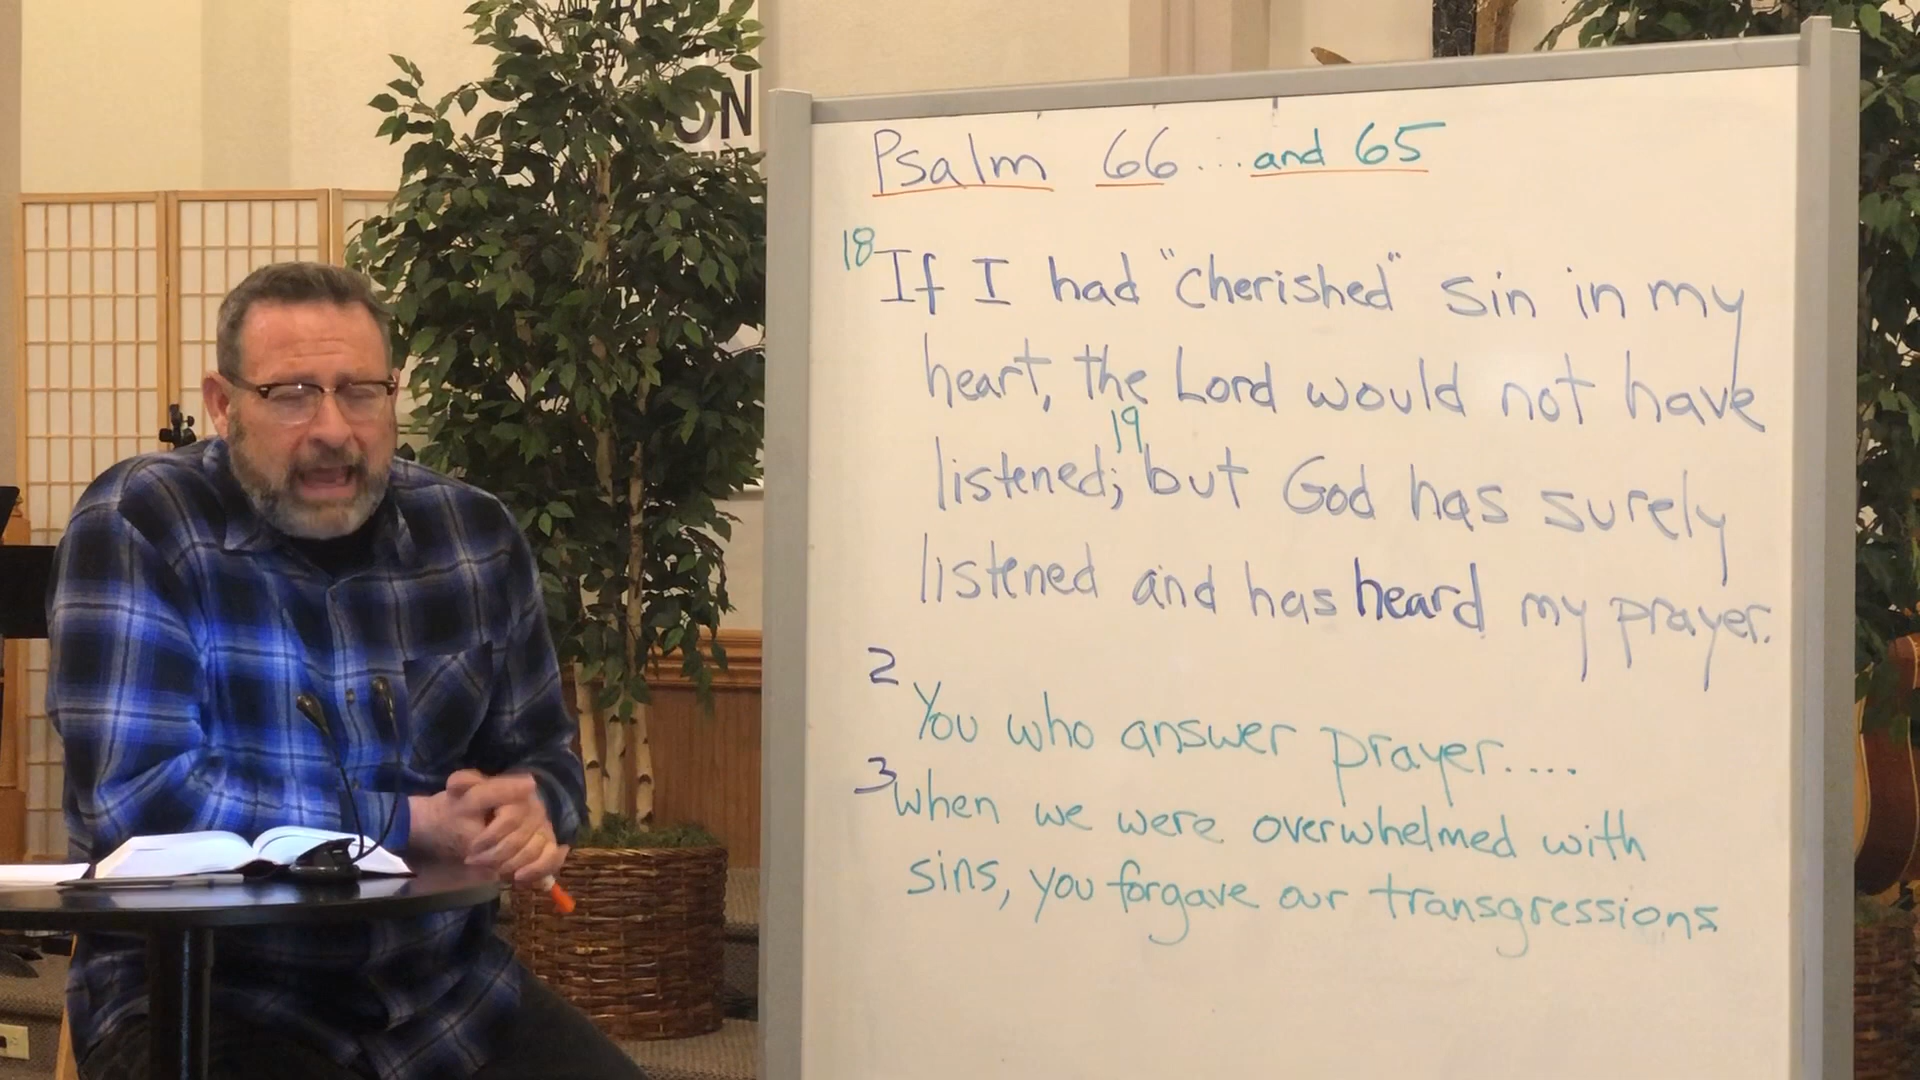 ON
Psalm 66 ... and 65
18 If I had "cherished" sin in my
heart, the Lord would not have
listened; 19 but God has surely
listened and has heard my prayer.
2 You who answer prayer....
3 when we were overwhelmed with
sins, you forgave our transgressions